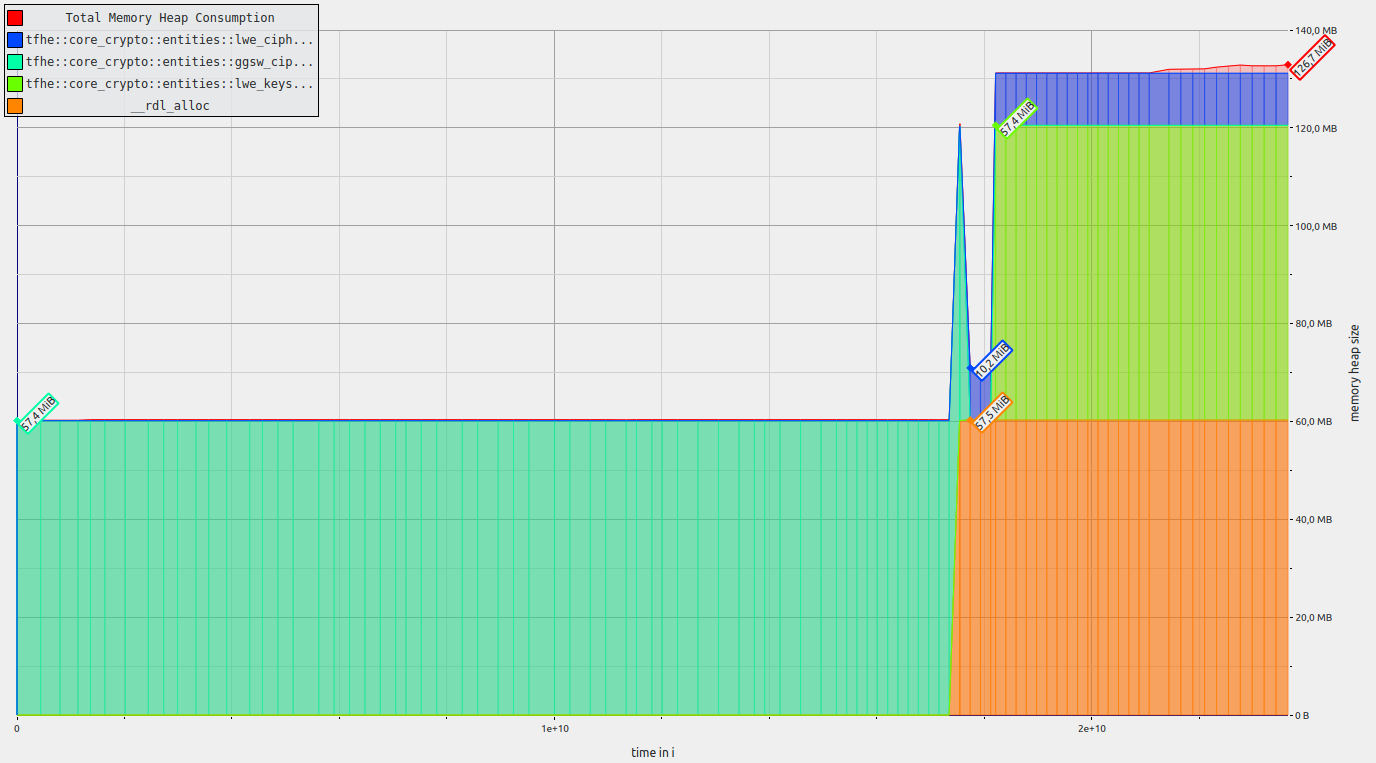 Total Memory Heap Consumption
tfhe::core_crypto::entities::lwe_ciph...
tfhe::core_crypto::entities::ggsw_cip...
tfhe::core_crypto::entities::lwe_keys...
__rdl_alloc
140,0 MB
126,7 MiB
57,4 MiB
120,0 MB
100,0 MB
80,0 MB
10,2 MiB
memory heap size
57,4 MiB
57,5 MiB
60,0 MB
40,0 MB
20,0 MB
0 B
0
1e+10
2e+10
time in i